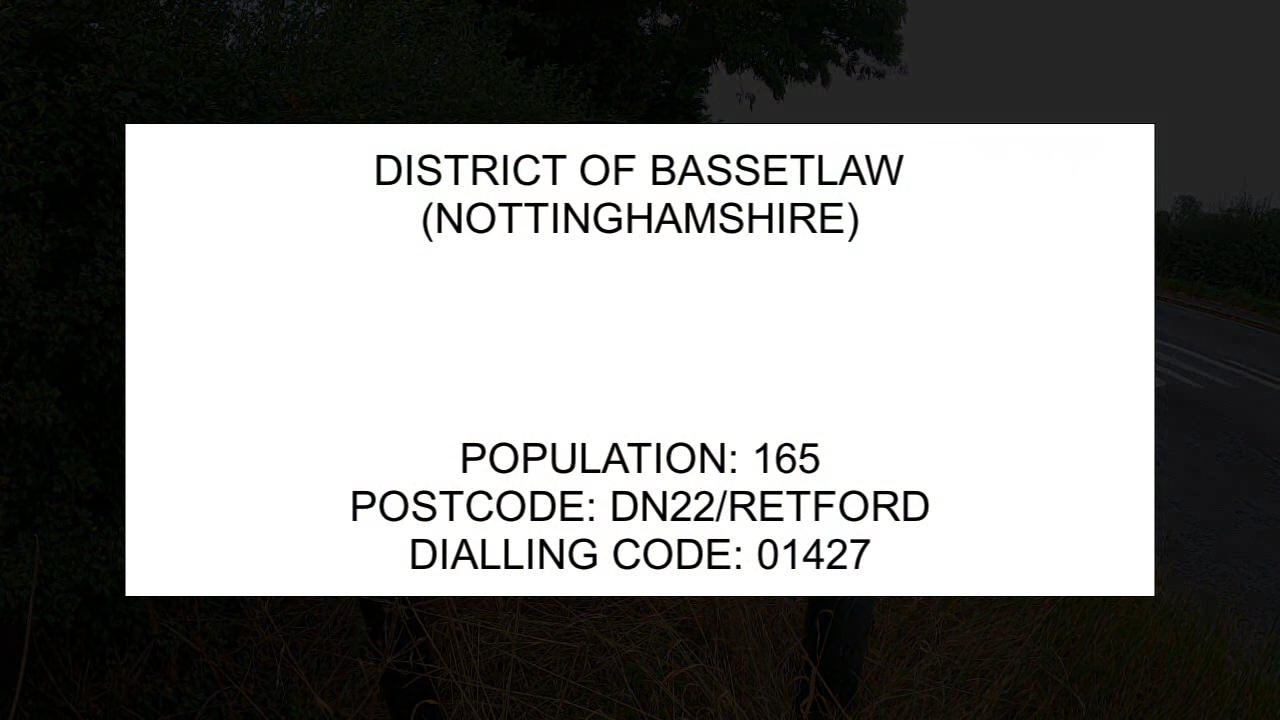 DISTRICT OF BASSETLAW
(NOTTINGHAMSHIRE)
POPULATION: 165
POSTCODE: DN22/RETFORD
DIALLING CODE: 01427